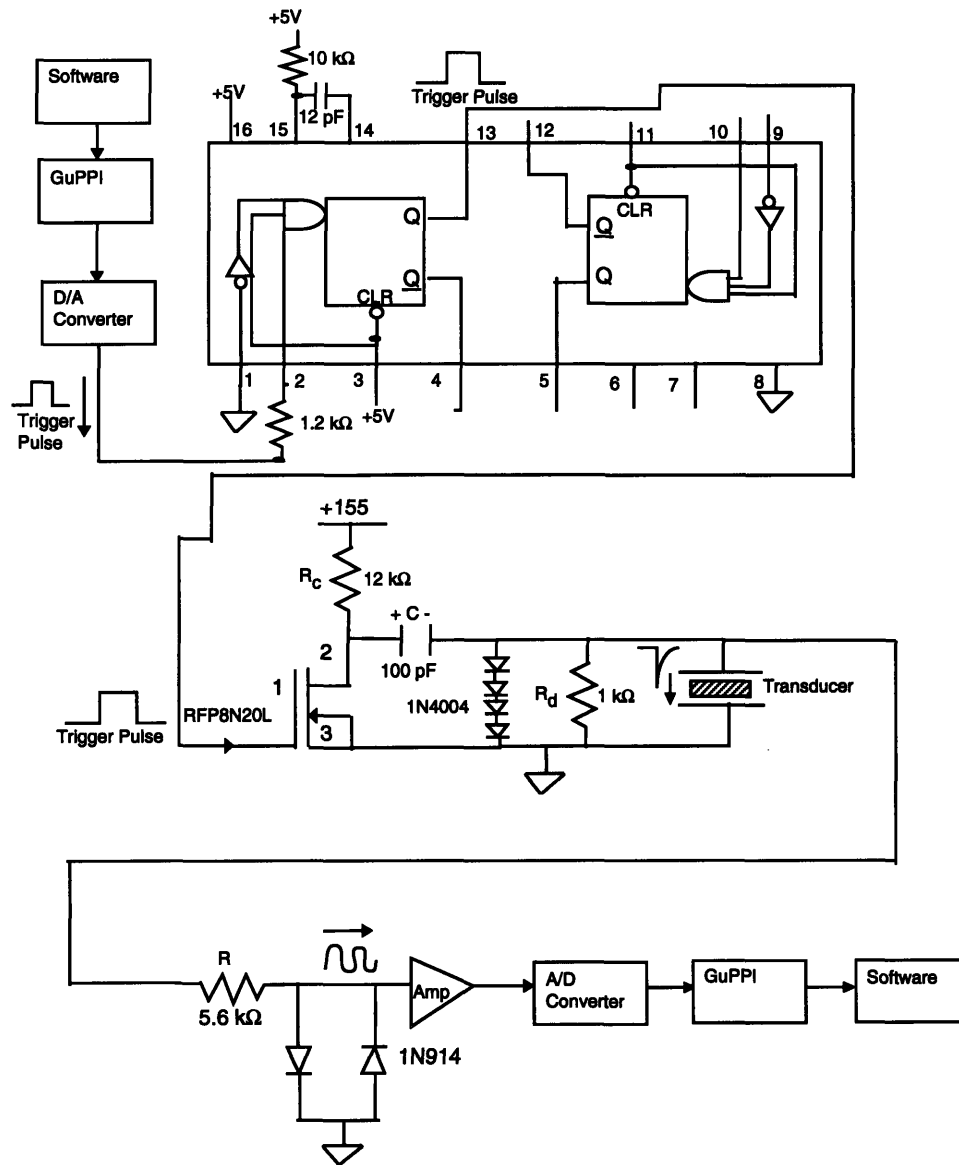 +5V
10 kΩ
Software
+5V
12 pF
Trigger Pulse
16
15
14
13
12
11
10
9
GuPPI
Q
CLR
Q
Q
Q
CLR
D/A
Converter
1
2
3
4
5
6
7
8
Trigger
Pulse
1.2 kΩ
+5V
+155
Rc
12 kΩ
+ C -
2
100 pF
1
RFP8N20L
3
1N4004
Rd
1 kΩ
Transducer
Trigger Pulse
R
5.6 kΩ
Amp
A/D
Converter
GuPPI
Software
1N914